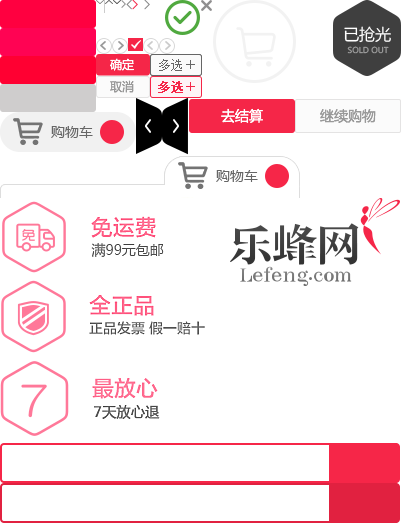 已抢光
SOLD OUT
确定
多选+
取消
多选+
去结算
继续购物
购物车
购物车
免
免运费
满99元包邮
乐蜂网
Lefeng.com
全正品
正品发票 假一赔十
7
最放心
7天放心退